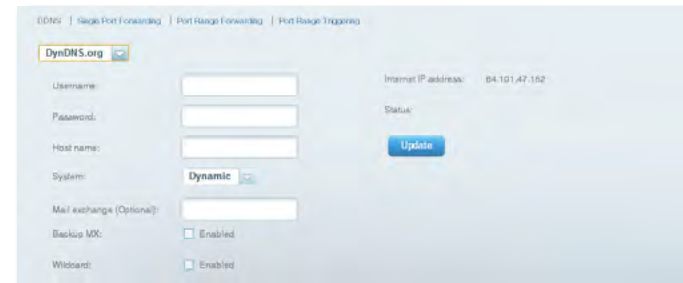 DDNS | Single Port Forwarding | Port Range Forwarding | Port Range Triggering
DynDNS.org
Username:
Internet IP address: 64.101.47.162
Password:
Status:
Host name:
Update
System:
Dynamic
Mail exchange (Optional):
Backup MX:
Enabled
Wildcard:
Enabled